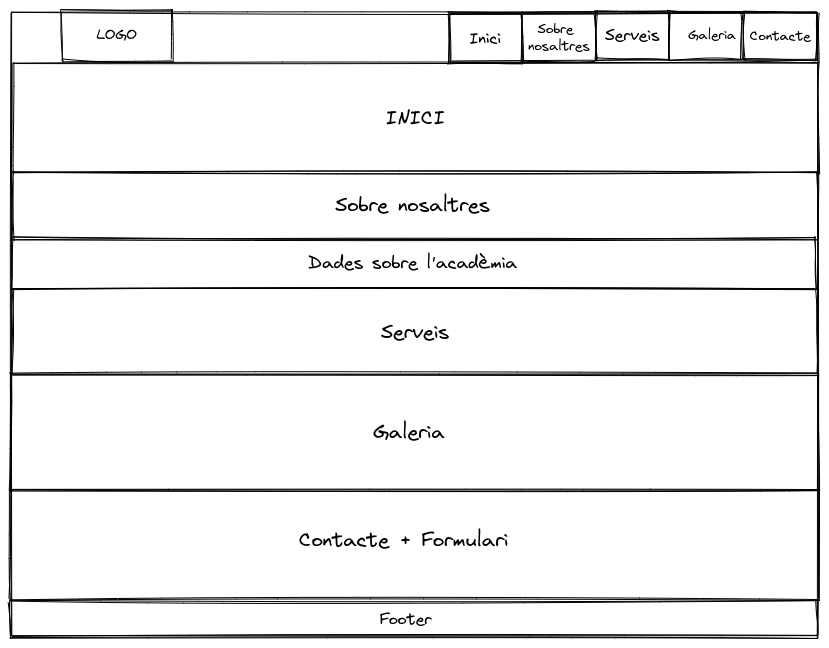 LOGO
Inici
Sobre
nosaltres
Serveis
Galeria
Contacte
INICI
Sobre nosaltres
Dades sobre l'acadèmia
Serveis
Galeria
Contacte + Formulari
Footer